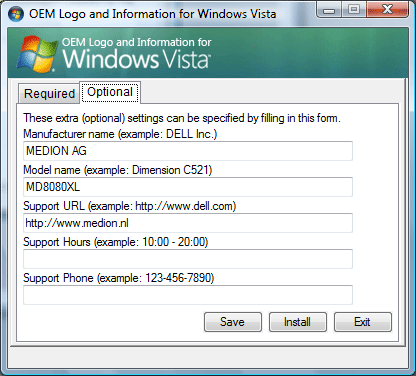 OEM Logo and Information for Windows Vista
OEM Logo and Information for
Windows Vista
Required
Optional
These extra (optional) settings can be specified by filling in this form.
Manufacturer name (example: DELL Inc.)
MEDION AG
Model name (example: Dimension C521)
MD8080XL
Support URL (example: http://www.dell.com)
http://www.medion.nl
Support Hours (example: 10:00 - 20:00)
Support Phone (example: 123-456-7890)
Save
Install
Exit